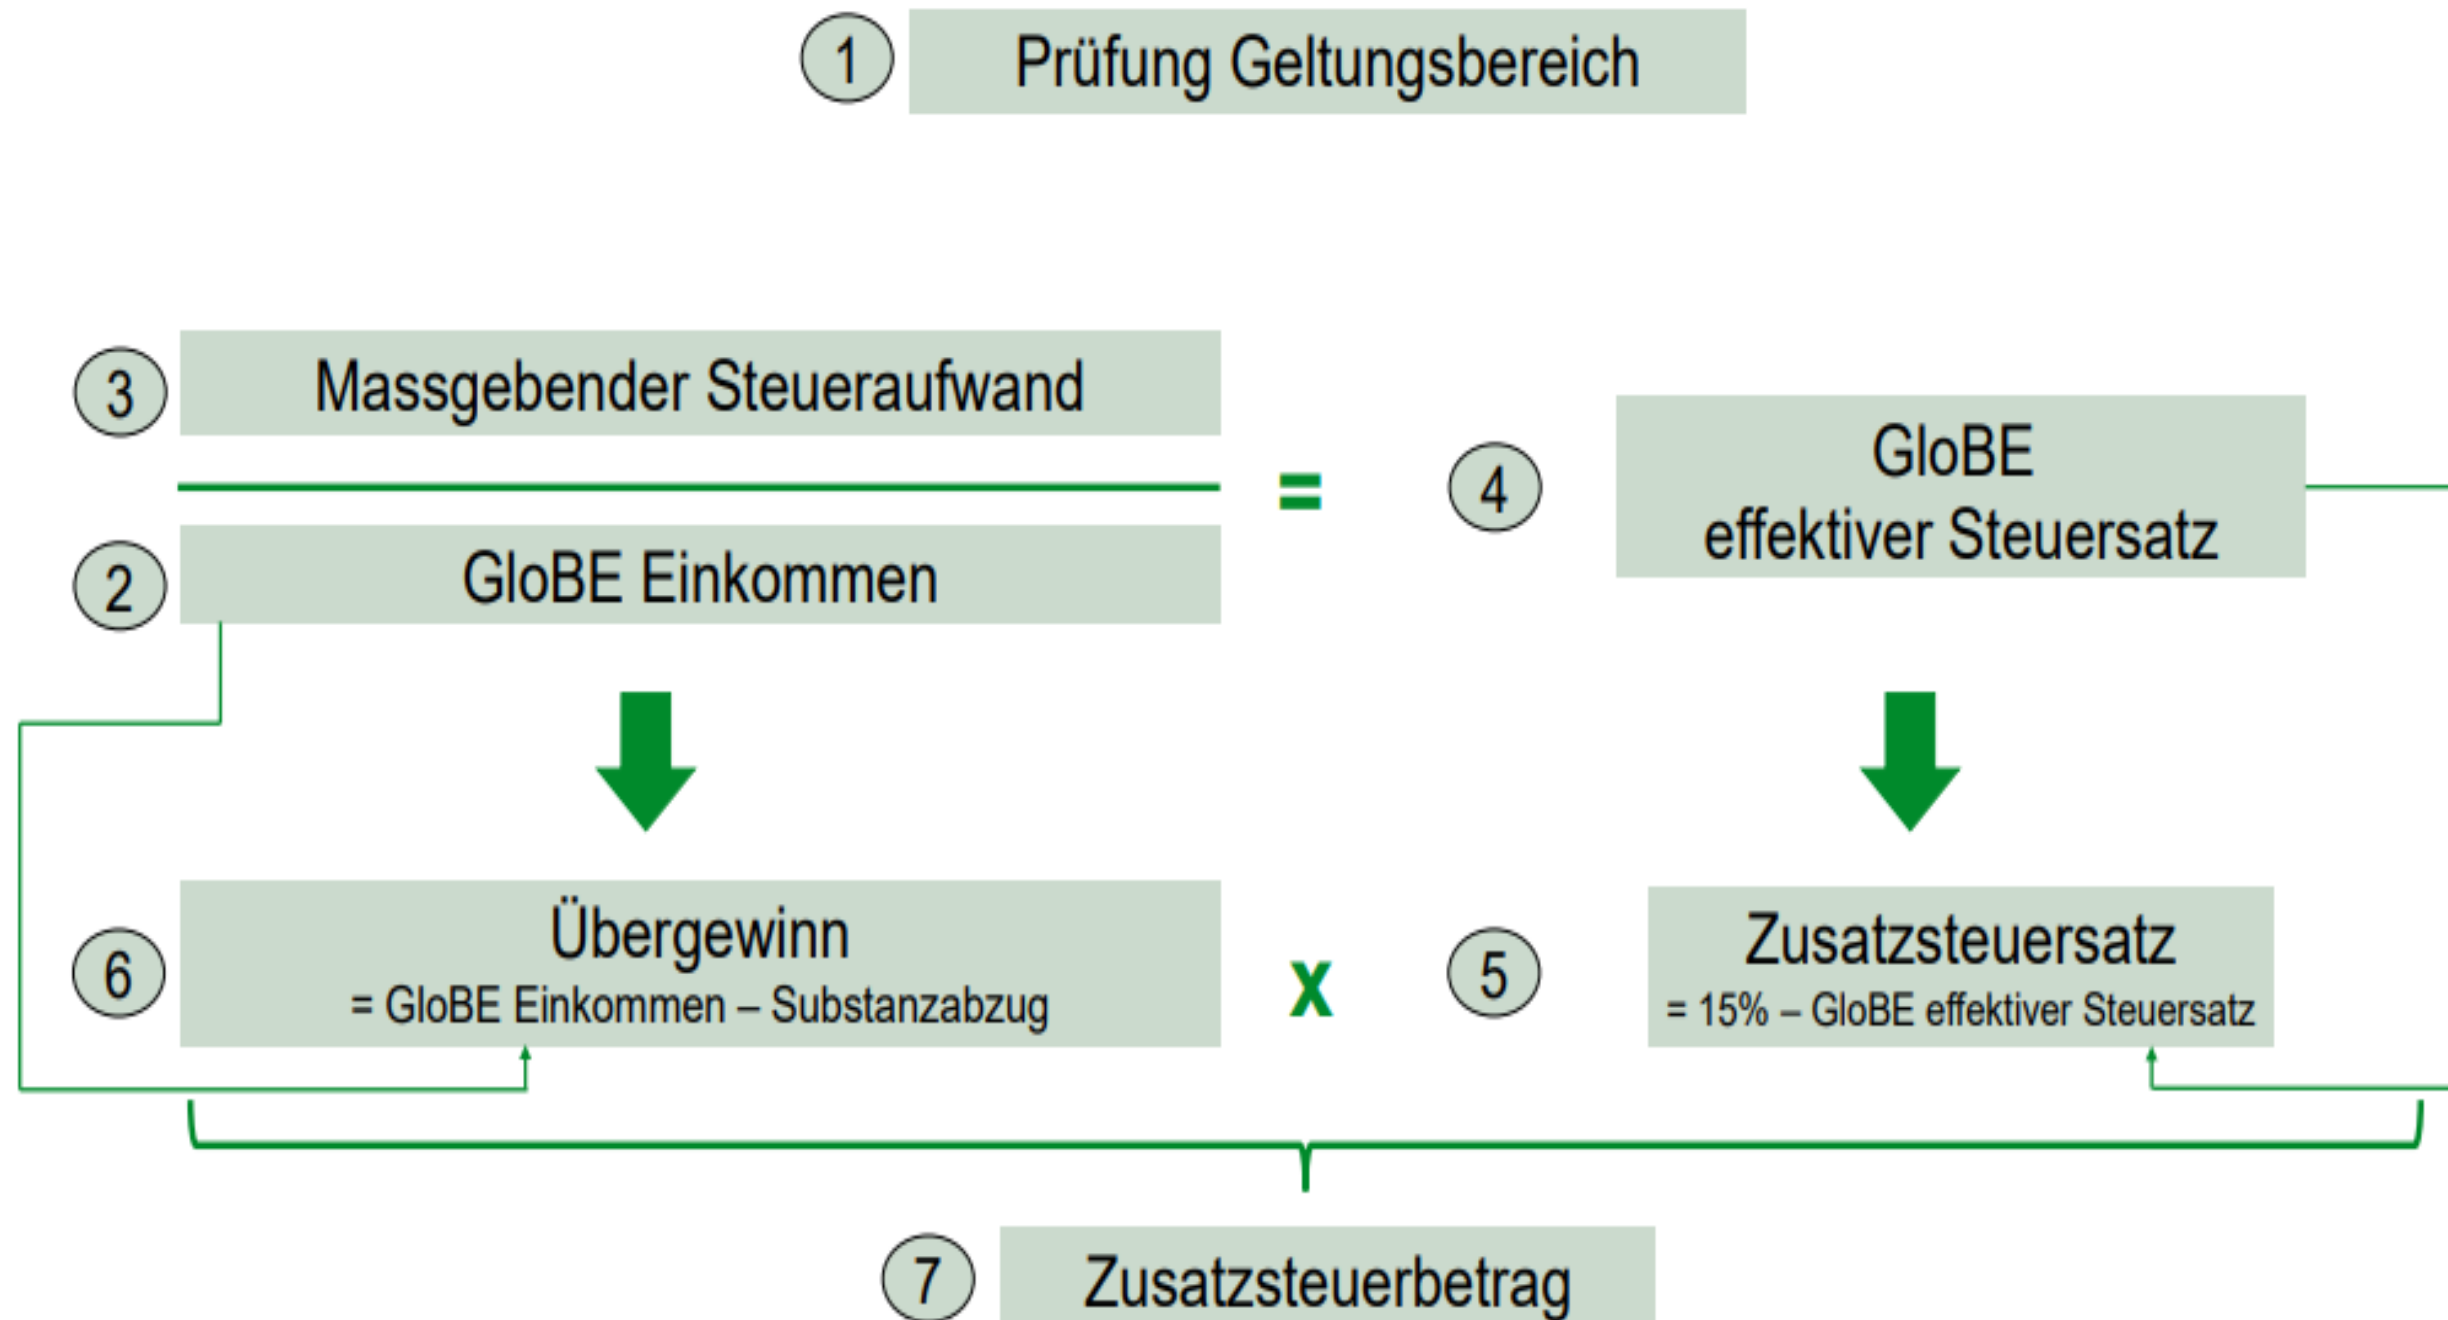 1
Prüfung Geltungsbereich
3
Massgebender Steueraufwand
=
4
GloBE
effektiver Steuersatz
2
GloBE Einkommen
6
Übergewinn
= GloBE Einkommen – Substanzabzug
x
5
Zusatzsteuersatz
= 15% – GloBE effektiver Steuersatz
7
Zusatzsteuerbetrag